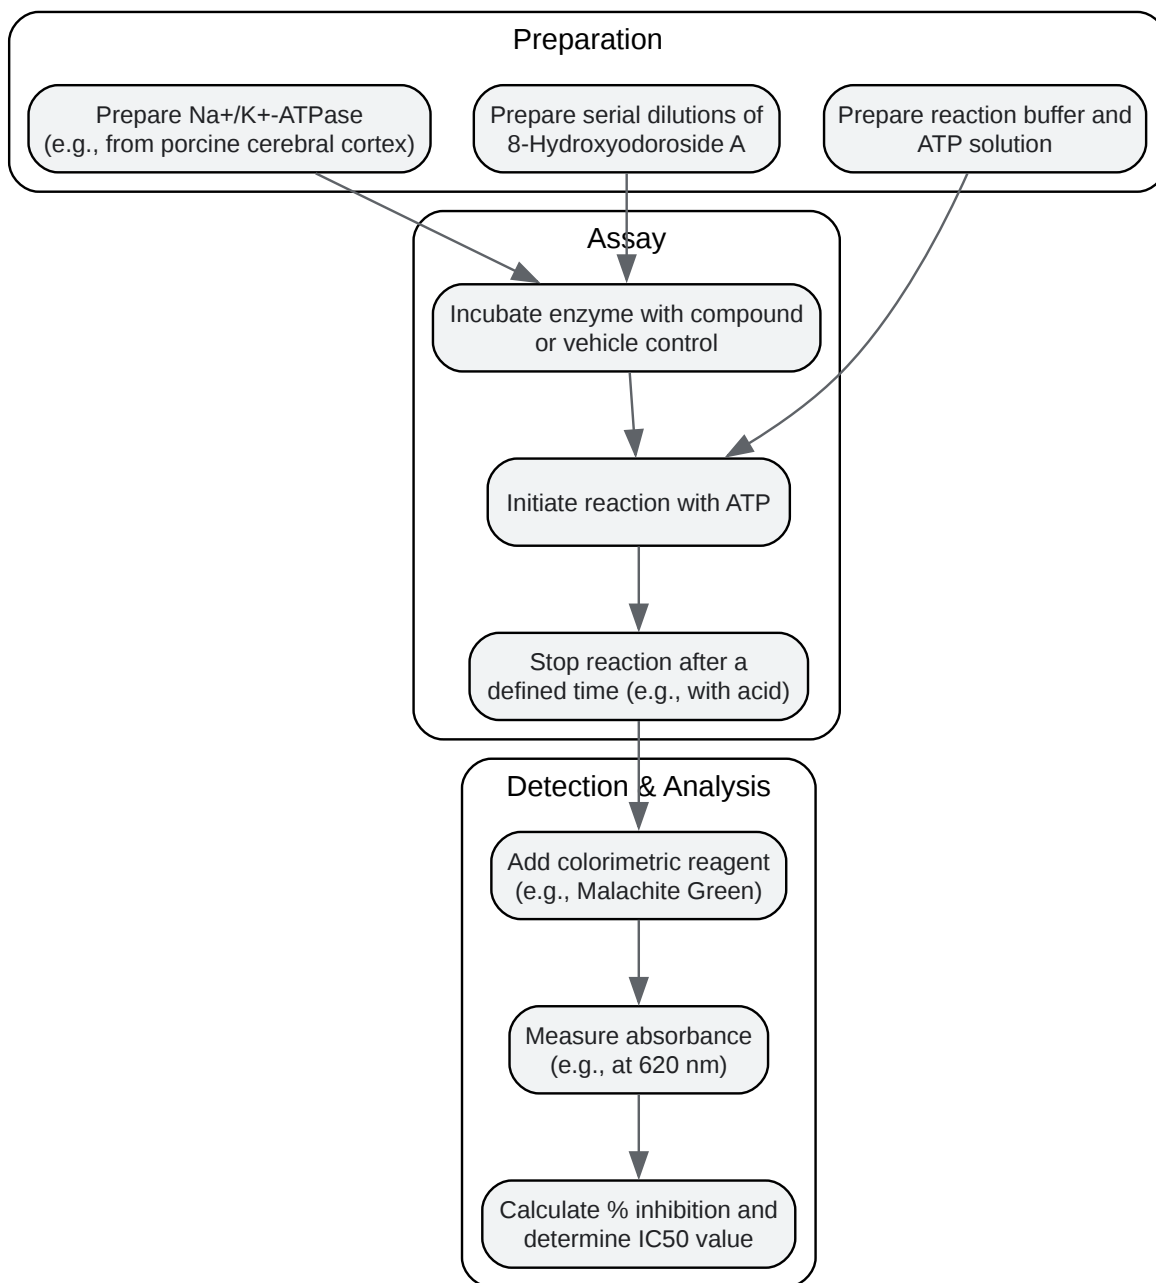 Preparation
Prepare Na+/K+-ATPase
(e.g., from porcine cerebral cortex)
Prepare serial dilutions of
8-Hydroxyodoroside A
Prepare reaction buffer and
ATP solution
Assay
Incubate enzyme with compound
or vehicle control
Initiate reaction with ATP
Stop reaction after a
defined time (e.g., with acid)
Detection & Analysis
Add colorimetric reagent
(e.g., Malachite Green)
Measure absorbance
(e.g., at 620 nm)
Calculate % inhibition and
determine IC50 value